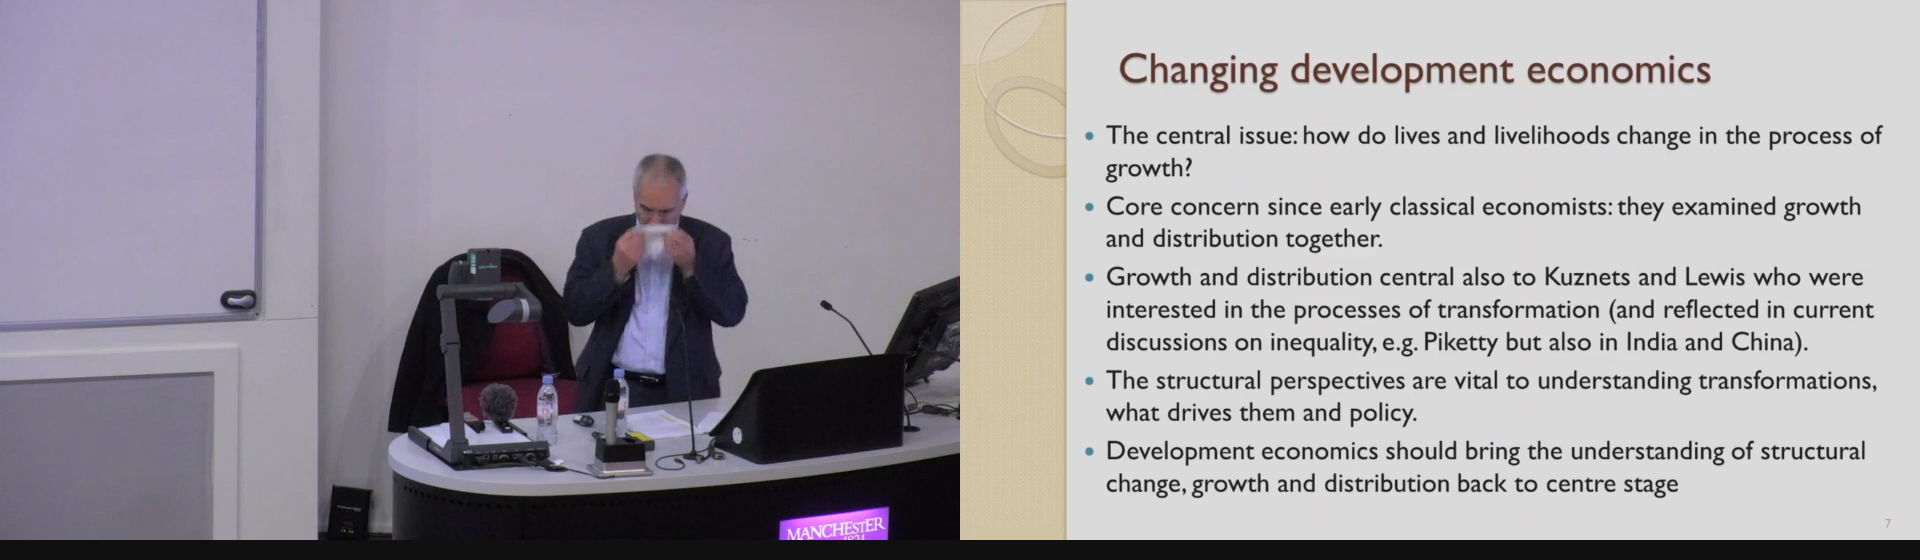 Changing development economics
• The central issue: how do lives and livelihoods change in the process of
growth?
• Core concern since early classical economists: they examined growth
and distribution together.
• Growth and distribution central also to Kuznets and Lewis who were
interested in the processes of transformation (and reflected in current
discussions on inequality, e.g. Piketty but also in India and China).
• The structural perspectives are vital to understanding transformations,
what drives them and policy.
• Development economics should bring the understanding of structural
change, growth and distribution back to centre stage
7
MANCHESTER
1824